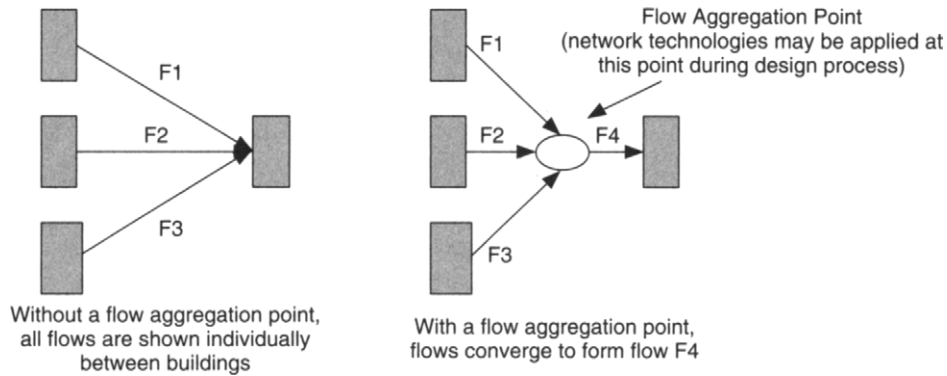 F1
F2
F3
Without a flow aggregation point,
all flows are shown individually
between buildings
Flow Aggregation Point
(network technologies may be applied at
this point during design process)
F1
F2
F4
F3
With a flow aggregation point,
flows converge to form flow F4